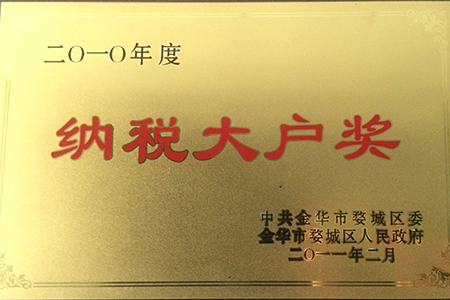 二〇一〇年度
纳税大户奖
中共金华市婺城区委
金华市婺城区人民政府
二〇一一年二月